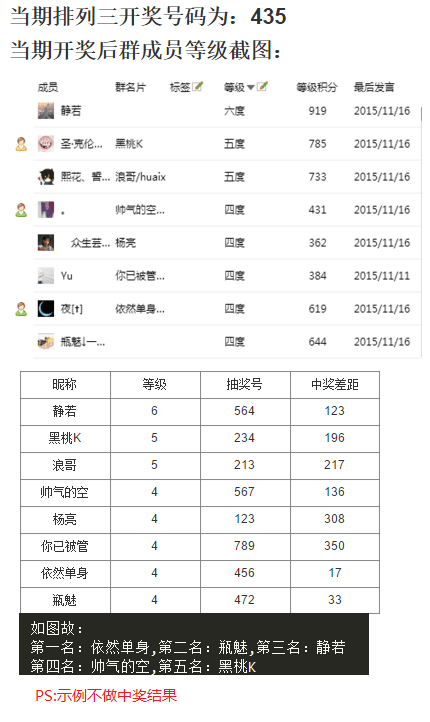 当期排列三开奖号码为：435
当期开奖后群成员等级截图：
成员 群名片 标签 等级 等级积分 最后发言
静若 六度 919 2015/11/16
圣·克伦... 黑桃K 五度 785 2015/11/16
熙花、誓... 浪哥/huaix 五度 733 2015/11/16
。 帅气的空... 四度 431 2015/11/16
众生芸... 杨亮 四度 362 2015/11/16
Yu 你已被管... 四度 384 2015/11/11
夜[t] 依然单身... 四度 619 2015/11/16
瓶魅↓一... 四度 644 2015/11/16
昵称 等级 抽奖号 中奖差距
静若 6 564 123
黑桃K 5 234 196
浪哥 5 213 217
帅气的空 4 567 136
杨亮 4 123 308
你已被管 4 789 350
依然单身 4 456 17
瓶魅 4 472 33
如图故：
第一名：依然单身,第二名：瓶魅,第三名：静若
第四名：帅气的空,第五名：黑桃K
PS:示例不做中奖结果